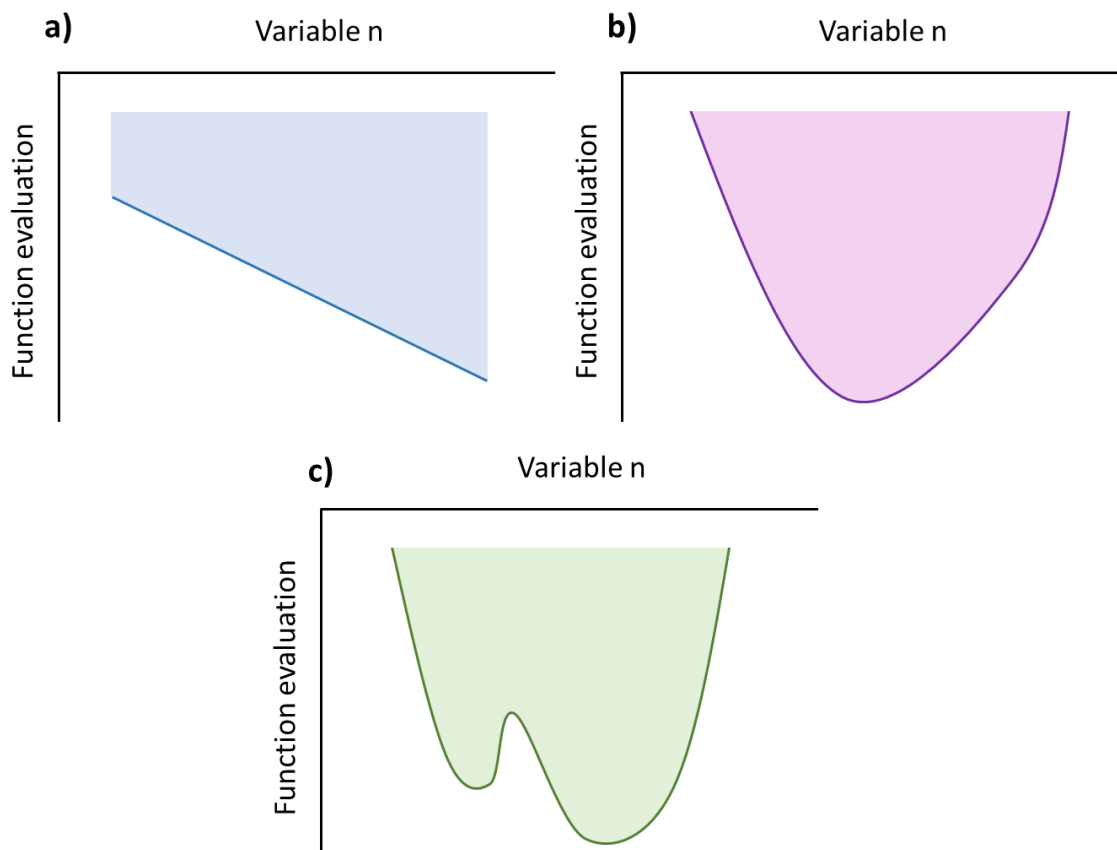 a)
Variable n
Function evaluation
b)
Variable n
Function evaluation
c)
Variable n
Function evaluation